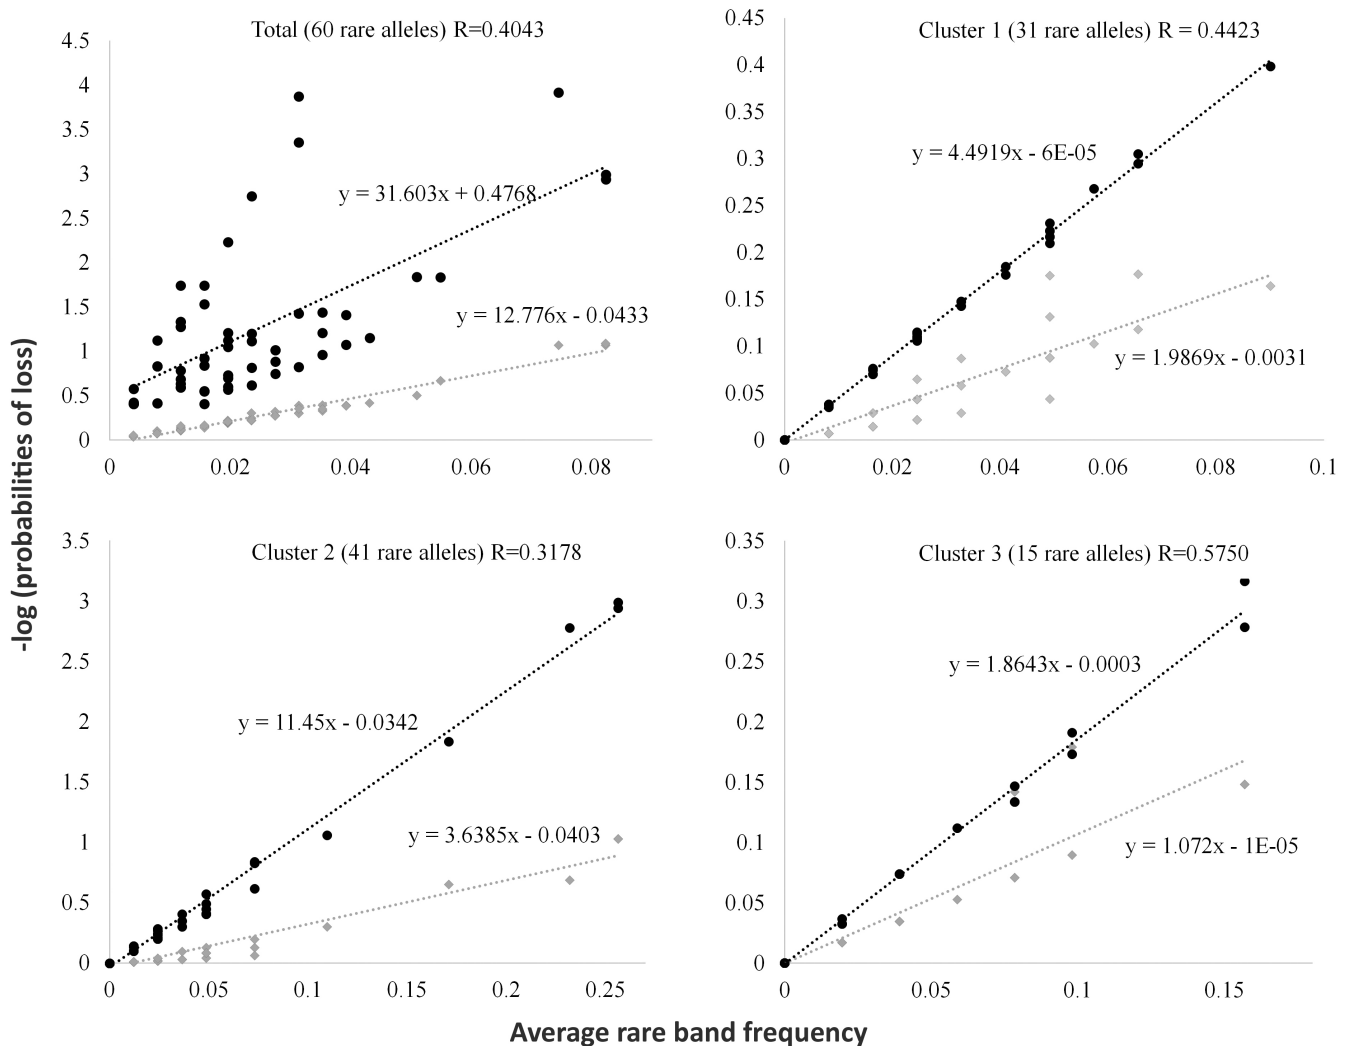 Total (60 rare alleles) R=0.4043
4.5
4
3.5
3
2.5
2
1.5
1
0.5
0
y = 31.603x + 0.4768
y = 12.776x - 0.0433
0 0.02 0.04 0.06 0.08
Cluster 1 (31 rare alleles) R = 0.4423
0.45
0.4
0.35
0.3
0.25
0.2
0.15
0.1
0.05
0
y = 4.4919x - 6E-05
y = 1.9869x - 0.0031
0 0.02 0.04 0.06 0.08 0.1
-log (probabilities of loss)
Cluster 2 (41 rare alleles) R=0.3178
3.5
3
2.5
2
1.5
1
0.5
0
y = 11.45x - 0.0342
y = 3.6385x - 0.0403
0 0.05 0.1 0.15 0.2 0.25
Cluster 3 (15 rare alleles) R=0.5750
0.35
0.3
0.25
0.2
0.15
0.1
0.05
0
y = 1.8643x - 0.0003
y = 1.072x - 1E-05
0 0.05 0.1 0.15
Average rare band frequency